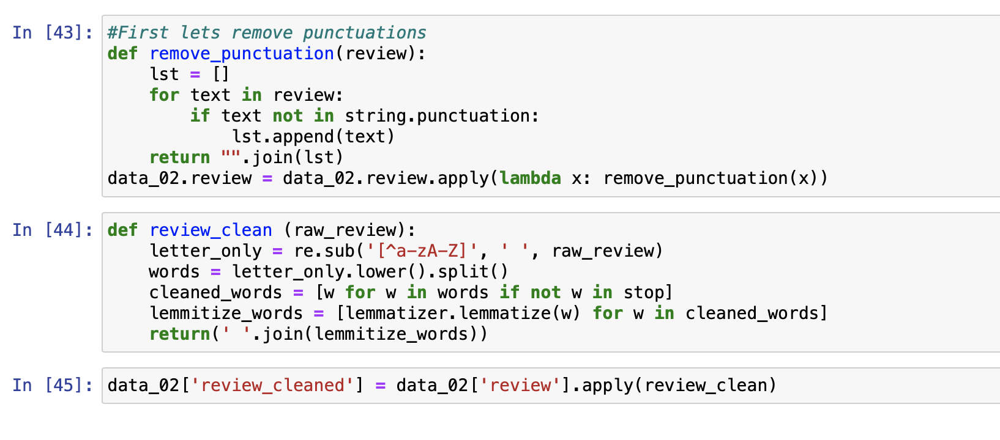 In [43]: #First lets remove punctuations
def remove_punctuation(review):
    lst = []
    for text in review:
        if text not in string.punctuation:
            lst.append(text)
    return "".join(lst)
data_02.review = data_02.review.apply(lambda x: remove_punctuation(x))
In [44]: def review_clean (raw_review):
    letter_only = re.sub('[^a-zA-Z]', ' ', raw_review)
    words = letter_only.lower().split()
    cleaned_words = [w for w in words if not w in stop]
    lemmitize_words = [lemmatizer.lemmatize(w) for w in cleaned_words]
    return(' '.join(lemmitize_words))
In [45]: data_02['review_cleaned'] = data_02['review'].apply(review_clean)